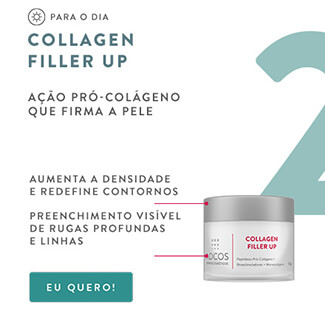 PARA O DIA
COLLAGEN
FILLER UP
AÇÃO PRÓ-COLÁGENO
QUE FIRMA A PELE
2
AUMENTA A DENSIDADE
E REDEFINE CONTORNOS
PREENCHIMENTO VISÍVEL
DE RUGAS PROFUNDAS
E LINHAS
COLLAGEN
FILLER UP
EU QUERO!